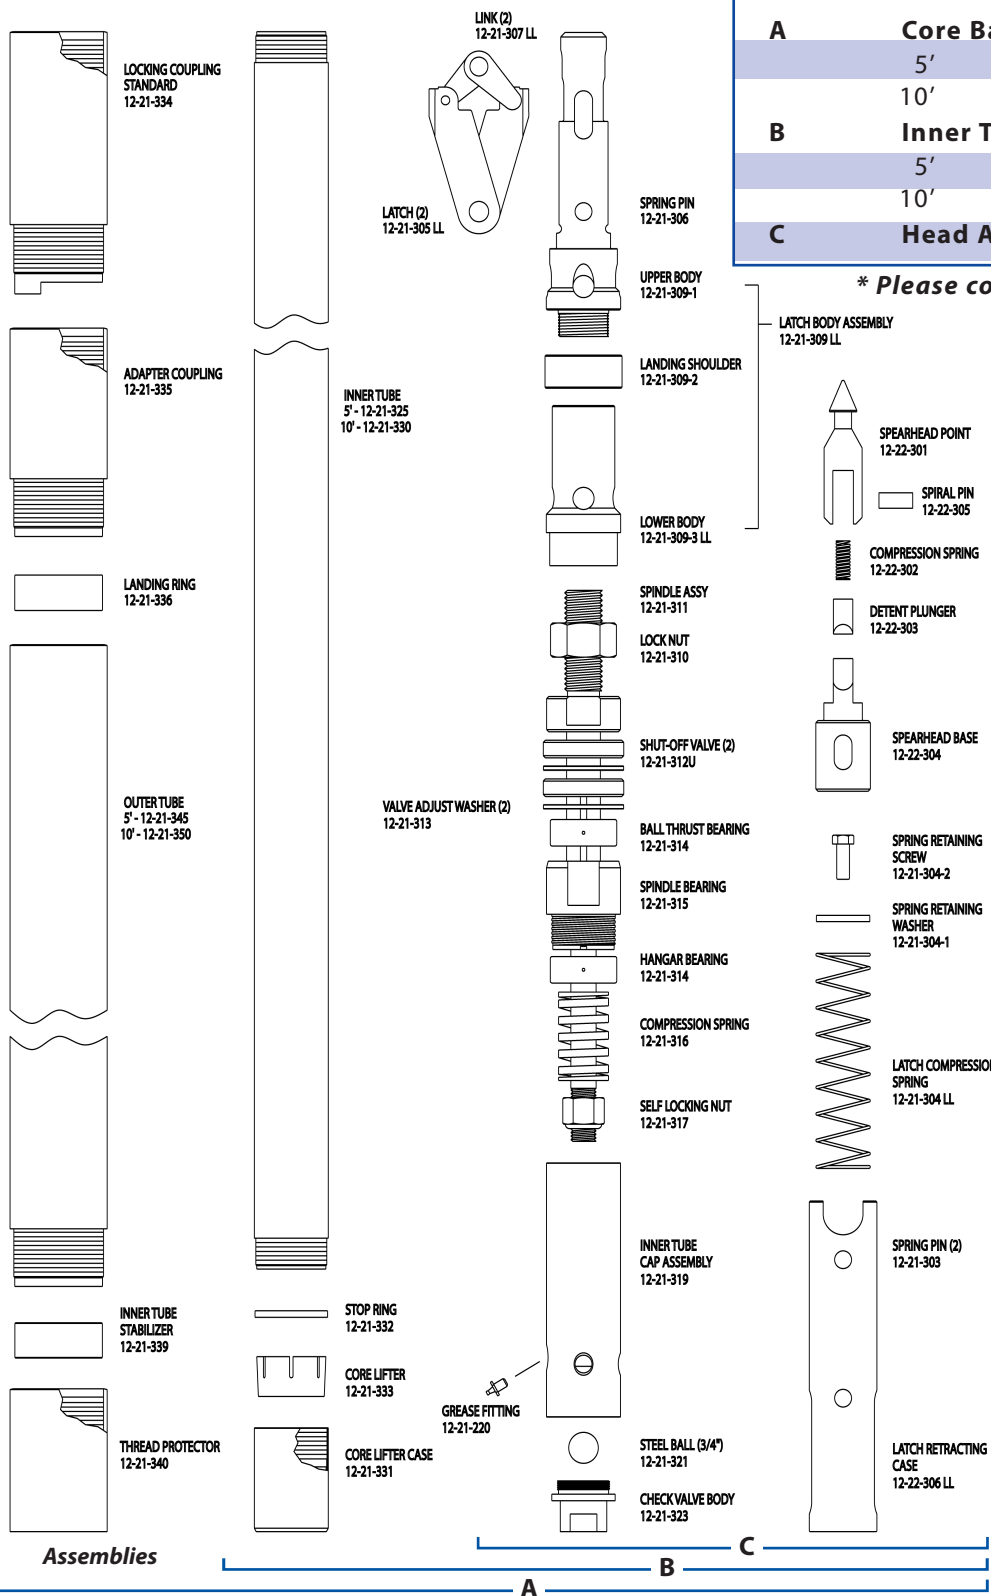 LOCKING COUPLING
STANDARD
12-21-334
ADAPTER COUPLING
12-21-335
LANDING RING
12-21-336
OUTER TUBE
5' - 12-21-345
10' - 12-21-350
INNER TUBE
STABILIZER
12-21-339
THREAD PROTECTOR
12-21-340
INNER TUBE
5' - 12-21-325
10' - 12-21-330
STOP RING
12-21-332
CORE LIFTER
12-21-333
CORE LIFTER CASE
12-21-331
LINK (2)
12-21-307 LL
LATCH (2)
12-21-305 LL
SPRING PIN
12-21-306
UPPER BODY
12-21-309-1
LATCH BODY ASSEMBLY
12-21-309 LL
LANDING SHOULDER
12-21-309-2
LOWER BODY
12-21-309-3 LL
SPINDLE ASSY
12-21-311
LOCK NUT
12-21-310
SHUT-OFF VALVE (2)
12-21-312U
VALVE ADJUST WASHER (2)
12-21-313
BALL THRUST BEARING
12-21-314
SPINDLE BEARING
12-21-315
HANGAR BEARING
12-21-314
COMPRESSION SPRING
12-21-316
SELF LOCKING NUT
12-21-317
INNER TUBE
CAP ASSEMBLY
12-21-319
GREASE FITTING
12-21-220
STEEL BALL (3/4")
12-21-321
CHECK VALVE BODY
12-21-323
A Core Ba
5′
10′
B Inner T
5′
10′
C Head A
* Please co
SPEARHEAD POINT
12-22-301
SPIRAL PIN
12-22-305
COMPRESSION SPRING
12-22-302
DETENT PLUNGER
12-22-303
SPEARHEAD BASE
12-22-304
SPRING RETAINING
SCREW
12-21-304-2
SPRING RETAINING
WASHER
12-21-304-1
LATCH COMPRESSION
SPRING
12-21-304 LL
SPRING PIN (2)
12-21-303
LATCH RETRACTING
CASE
12-22-306 LL
Assemblies
C
B
A